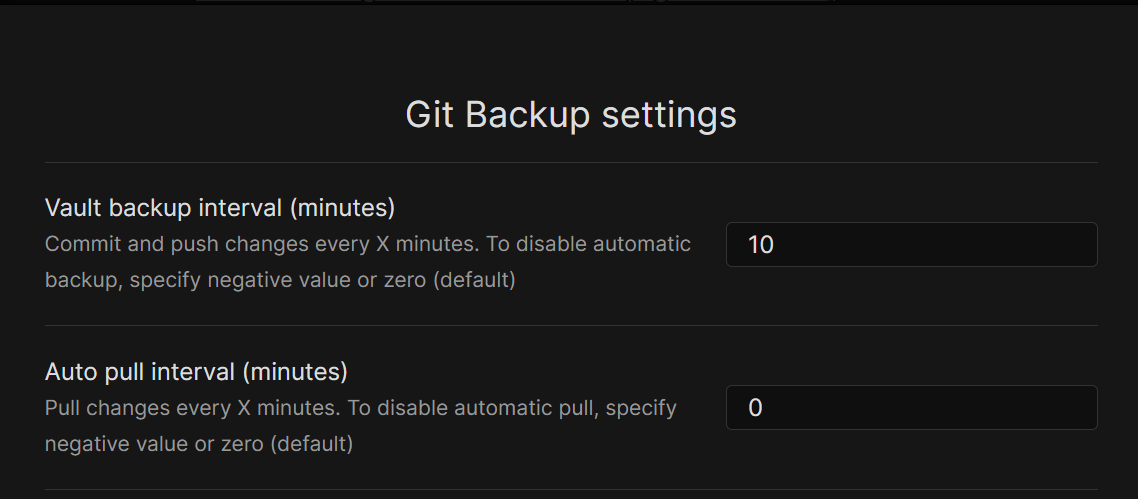 Git Backup settings
Vault backup interval (minutes)
Commit and push changes every X minutes. To disable automatic
backup, specify negative value or zero (default)
10
Auto pull interval (minutes)
Pull changes every X minutes. To disable automatic pull, specify
negative value or zero (default)
0